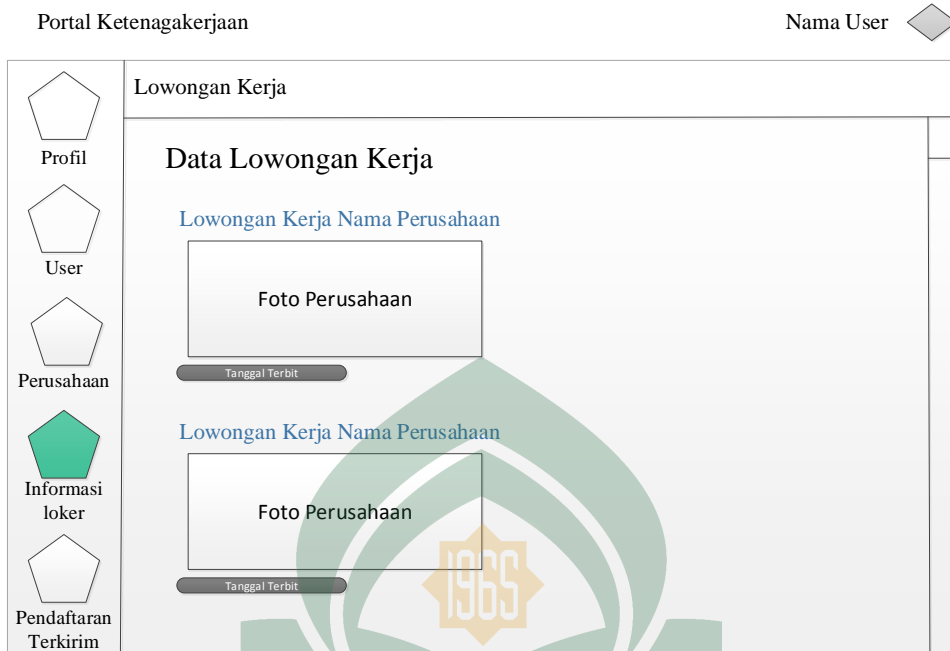 Portal Ketenagakerjaan
Nama User
Lowongan Kerja
Profil
User
Perusahaan
Informasi
loker
Pendaftaran
Terkirim
Data Lowongan Kerja
Lowongan Kerja Nama Perusahaan
Foto Perusahaan
Tanggal Terbit
Lowongan Kerja Nama Perusahaan
Foto Perusahaan
Tanggal Terbit
1965